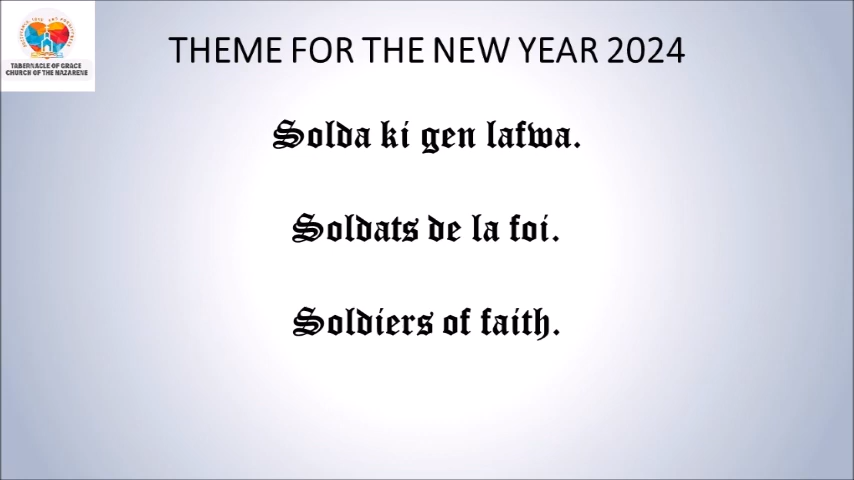 TABERNACLE OF GRACE
CHURCH OF THE NAZARENE
THEME FOR THE NEW YEAR 2024
Solda ki gen lafwa.
Soldats de la foi.
Soldiers of faith.